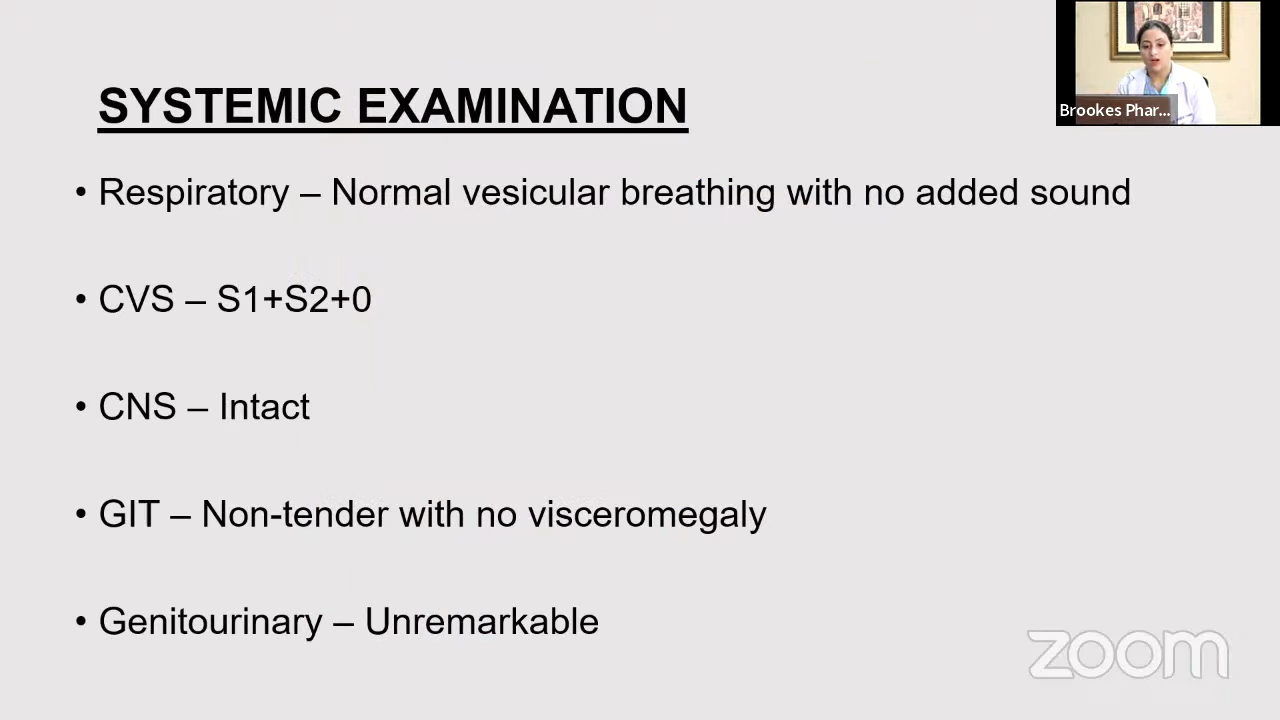 SYSTEMIC EXAMINATION
Brookes Phar...
• Respiratory – Normal vesicular breathing with no added sound
• CVS – S1+S2+0
• CNS – Intact
• GIT – Non-tender with no visceromegaly
• Genitourinary – Unremarkable
zoom